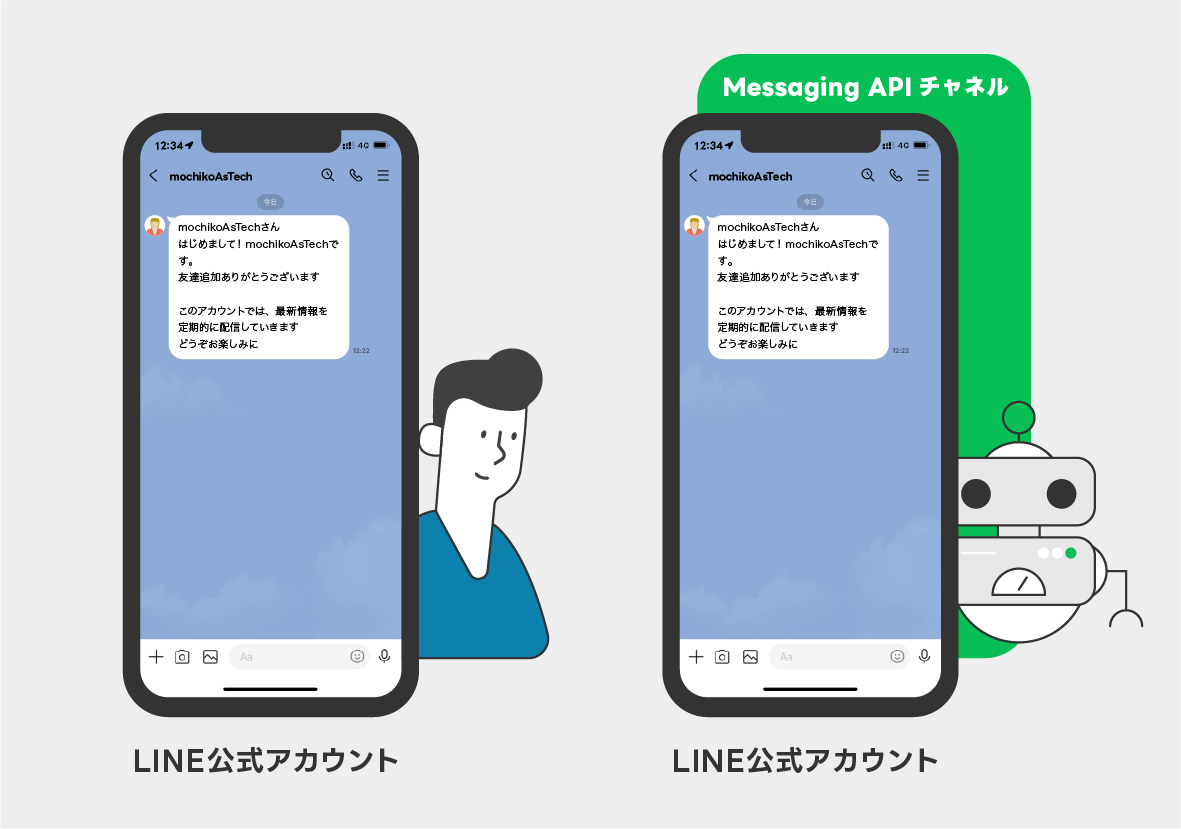 Messaging API チャネル
12:34
4G
mochikoAsTech
今日
mochikoAsTechさん
はじめまして！mochikoAsTechで
す。
友達追加ありがとうございます
このアカウントでは、最新情報を
定期的に配信していきます
どうぞお楽しみに
12:22
Aa
LINE公式アカウント
12:34
4G
mochikoAsTech
今日
mochikoAsTechさん
はじめまして！mochikoAsTechで
す。
友達追加ありがとうございます
このアカウントでは、最新情報を
定期的に配信していきます
どうぞお楽しみに
12:22
Aa
LINE公式アカウント